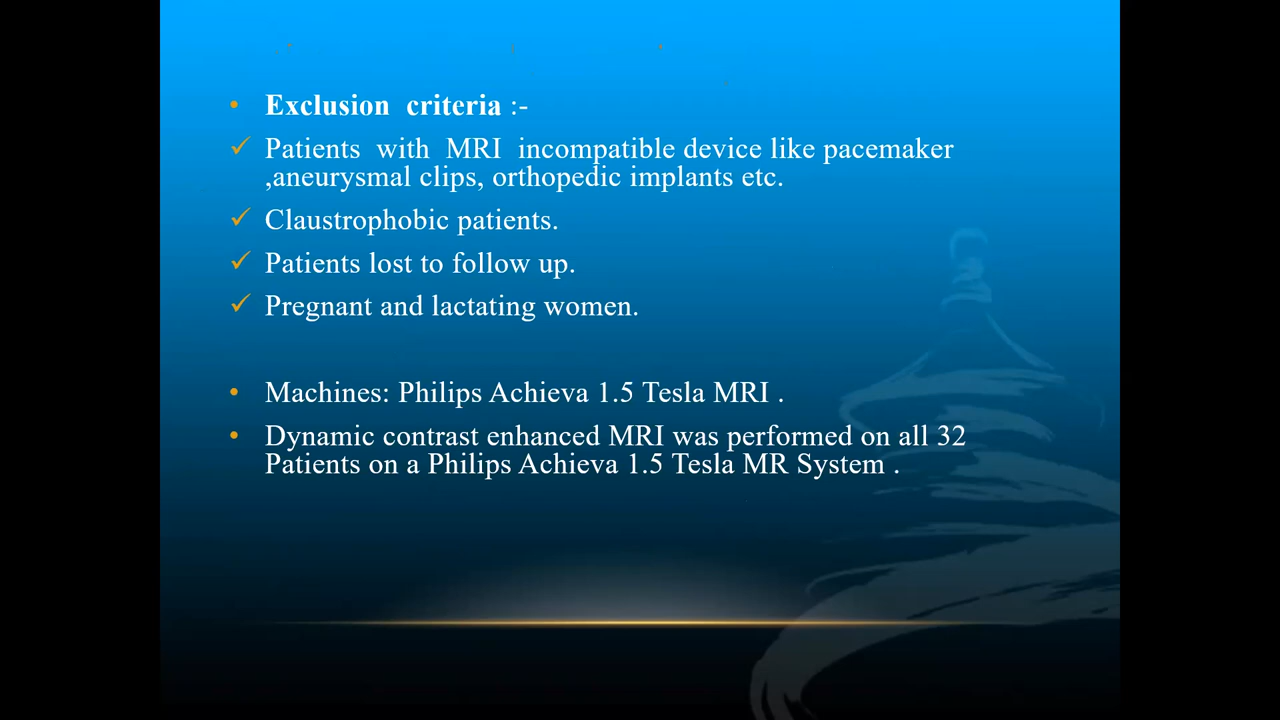 • Exclusion criteria :-
✓ Patients with MRI incompatible device like pacemaker
,aneurysmal clips, orthopedic implants etc.
✓ Claustrophobic patients.
✓ Patients lost to follow up.
✓ Pregnant and lactating women.
• Machines: Philips Achieva 1.5 Tesla MRI .
• Dynamic contrast enhanced MRI was performed on all 32
Patients on a Philips Achieva 1.5 Tesla MR System .